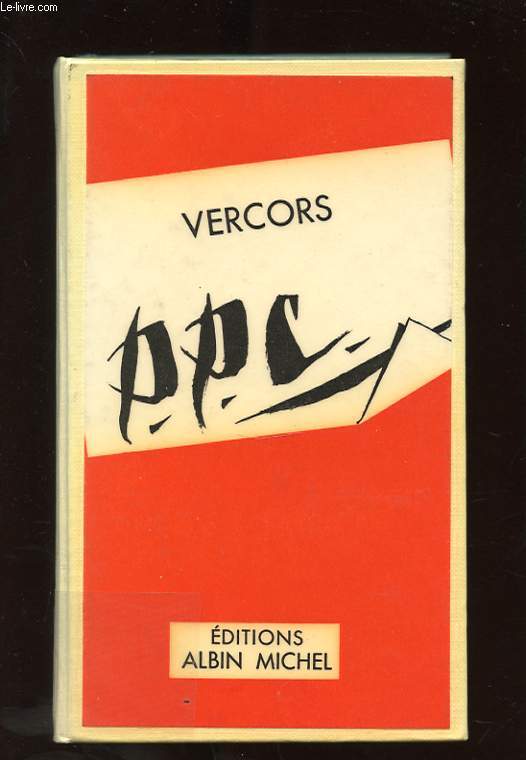 Le-livre.com
VERCORS
P.P.C.
ÉDITIONS
ALBIN MICHEL